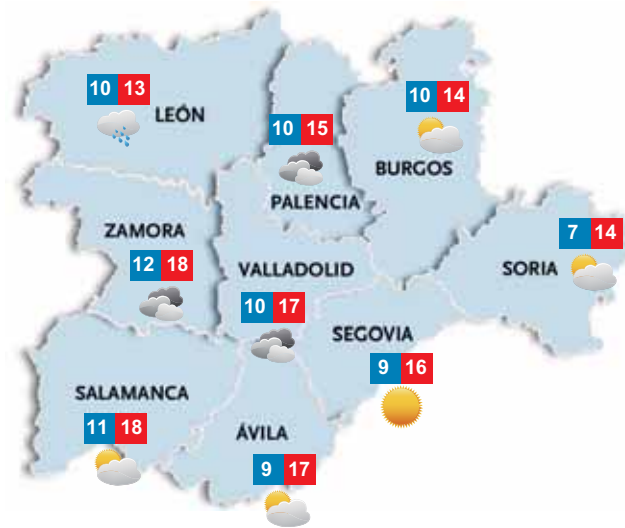 10 13
LEÓN
10 14
BURGOS
10 15
PALENCIA
ZAMORA
12 18
VALLADOLID
10 17
7 14
SORIA
SEGOVIA
9 16
SALAMANCA
11 18
ÁVILA
9 17